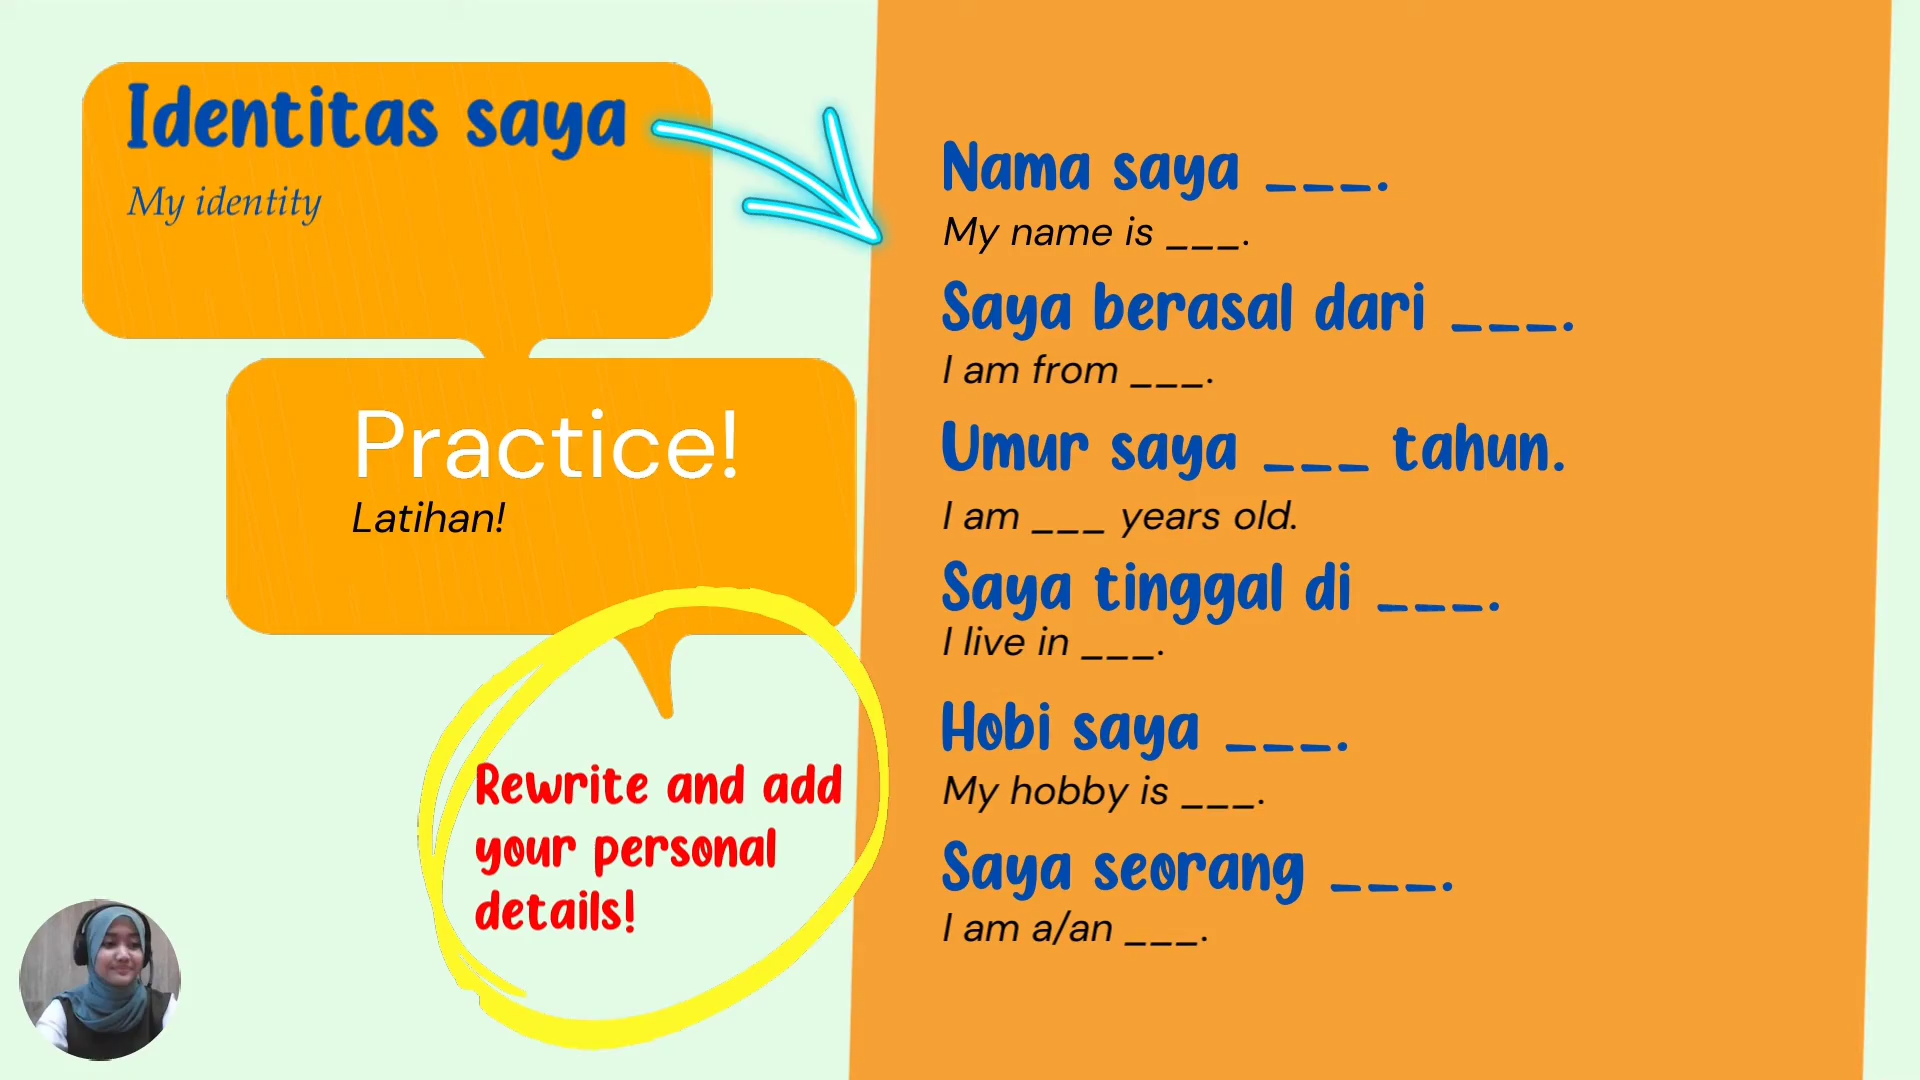 Identitas saya
My identity
Practice!
Latihan!
Rewrite and add
your personal
details!
Nama saya ___.
My name is ___.
Saya berasal dari ___.
I am from ___.
Umur saya ___ tahun.
I am ___ years old.
Saya tinggal di ___.
I live in ___.
Hobi saya ___.
My hobby is ___.
Saya seorang ___.
I am a/an ___.